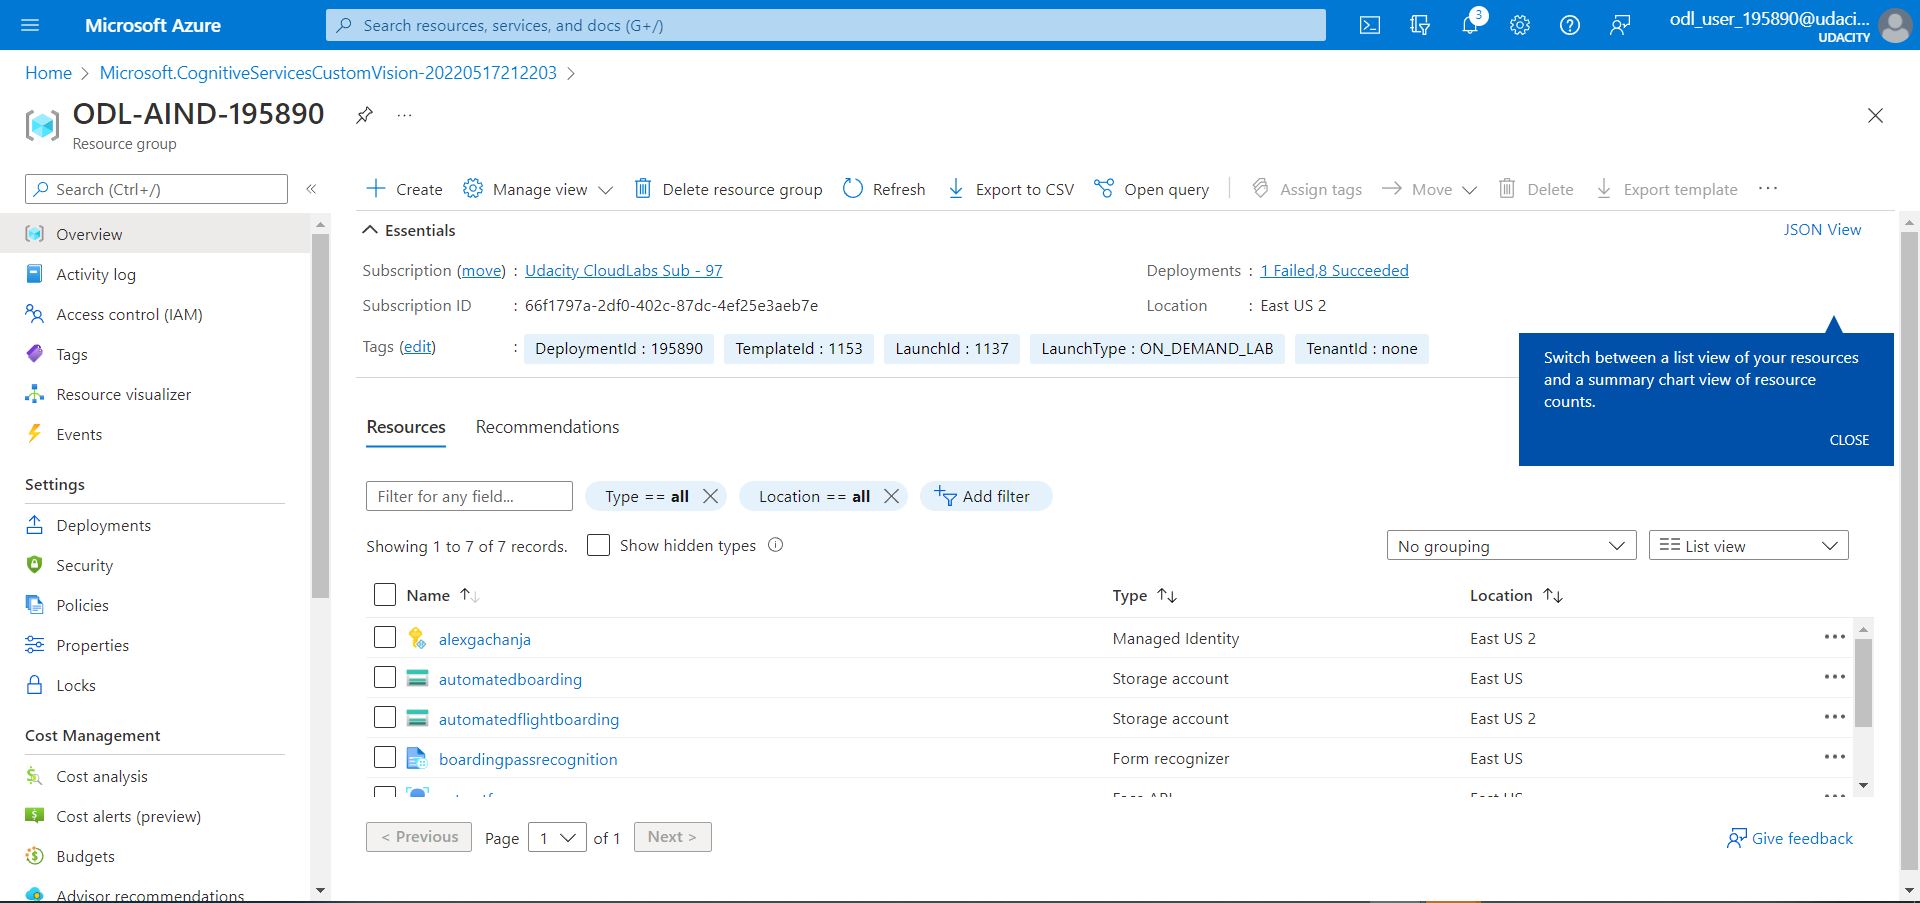 Microsoft Azure
Search resources, services, and docs (G+/)
3
odl_user_195890@udaci...
UDACITY
Home > Microsoft.CognitiveServicesCustomVision-20220517212203 >
ODL-AIND-195890
...
Resource group
Search (Ctrl+/)
«
Create
Manage view
Delete resource group
Refresh
Export to CSV
Open query
Assign tags
Move
Delete
Export template
...
Overview
Activity log
Access control (IAM)
Tags
Resource visualizer
Events
Settings
Deployments
Security
Policies
Properties
Locks
Cost Management
Cost analysis
Cost alerts (preview)
Budgets
Advisor recommendations
Essentials
JSON View
Subscription (move) : Udacity CloudLabs Sub - 97
Deployments : 1 Failed,8 Succeeded
Subscription ID : 66f1797a-2df0-402c-87dc-4ef25e3aeb7e
Location : East US 2
Tags (edit) : DeploymentId : 195890 TemplateId : 1153 LaunchId : 1137 LaunchType : ON_DEMAND_LAB TenantId : none
Switch between a list view of your resources
and a summary chart view of resource
counts.
CLOSE
Resources Recommendations
Filter for any field...
Type == all
Location == all
Add filter
Showing 1 to 7 of 7 records.
Show hidden types
No grouping
List view
Name Type Location
alexgachanja Managed Identity East US 2 ...
automatedboarding Storage account East US ...
automatedflightboarding Storage account East US 2 ...
boardingpassrecognition Form recognizer East US ...
Face API East US ...
< Previous Page 1 of 1 Next >
Give feedback